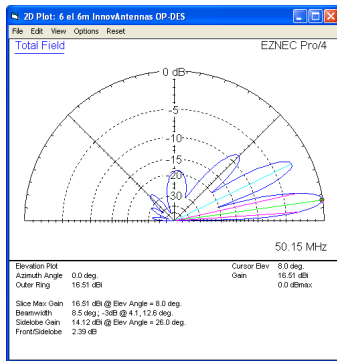 2D Plot: 6 el 6m InnovAntennas OP-DES
File Edit View Options Reset
Total Field
EZNEC Pro/4
0 dB
-5
-10
-15
-20
-30
50.15 MHz
Elevation Plot
Azimuth Angle 0.0 deg.
Outer Ring 16.51 dBi
Cursor Elev 8.0 deg.
Gain 16.51 dBi
0.0 dBmax
Slice Max Gain 16.51 dBi @ Elev Angle = 8.0 deg.
Beamwidth 8.5 deg.; -3dB @ 4.1, 12.6 deg.
Sidelobe Gain 14.12 dBi @ Elev Angle = 26.0 deg.
Front/Sidelobe 2.39 dB